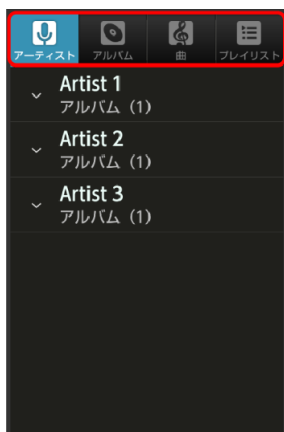 アーティスト アルバム 曲 プレイリスト
Artist 1
アルバム (1)
Artist 2
アルバム (1)
Artist 3
アルバム (1)